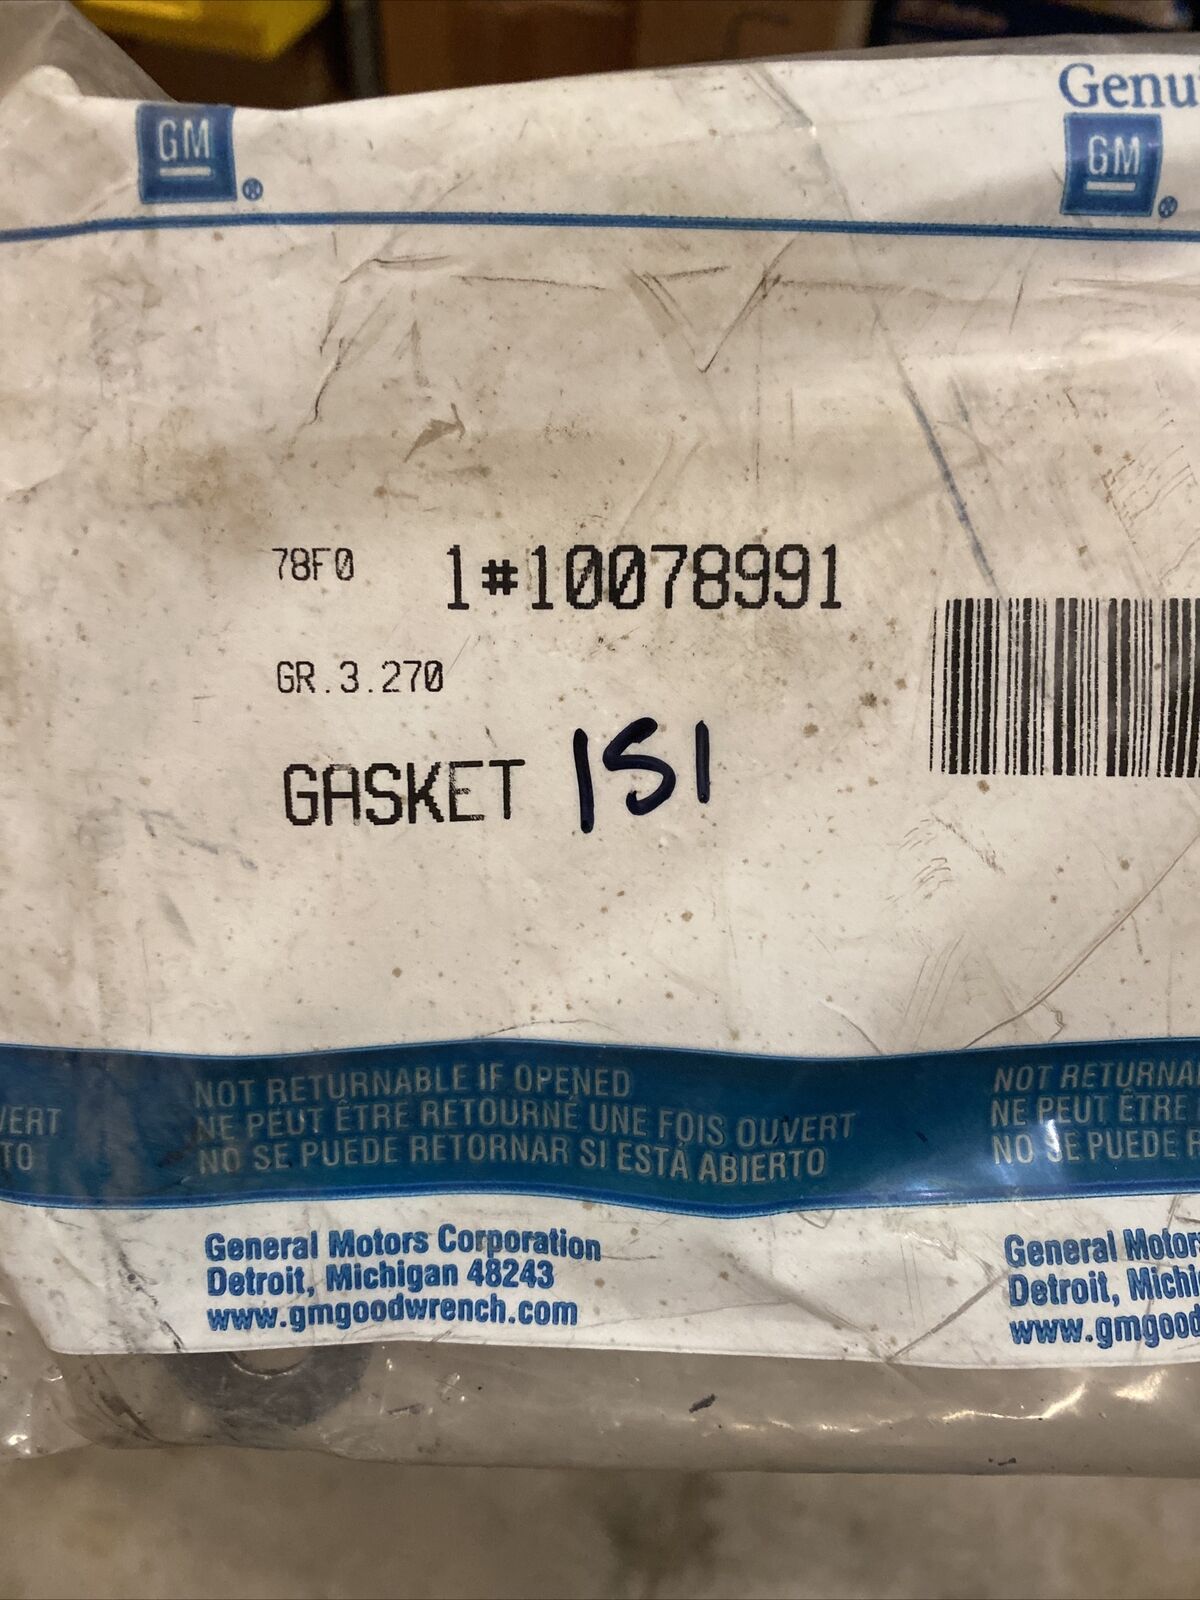 Genu
GM ®
GM ®
78F0 1#10078991
GR.3.270
GASKET 151
NOT RETURNABLE IF OPENED
NE PEUT ÊTRE RETOURNÉ UNE FOIS OUVERT
NO SE PUEDE RETORNAR SI ESTÁ ABIERTO
VERT
TO
NOT RETURNA
NE PEUT ÊTRE
NO SE PUEDE R
General Motors Corporation
Detroit, Michigan 48243
www.gmgoodwrench.com
General Motors
Detroit, Michi
www.gmgood